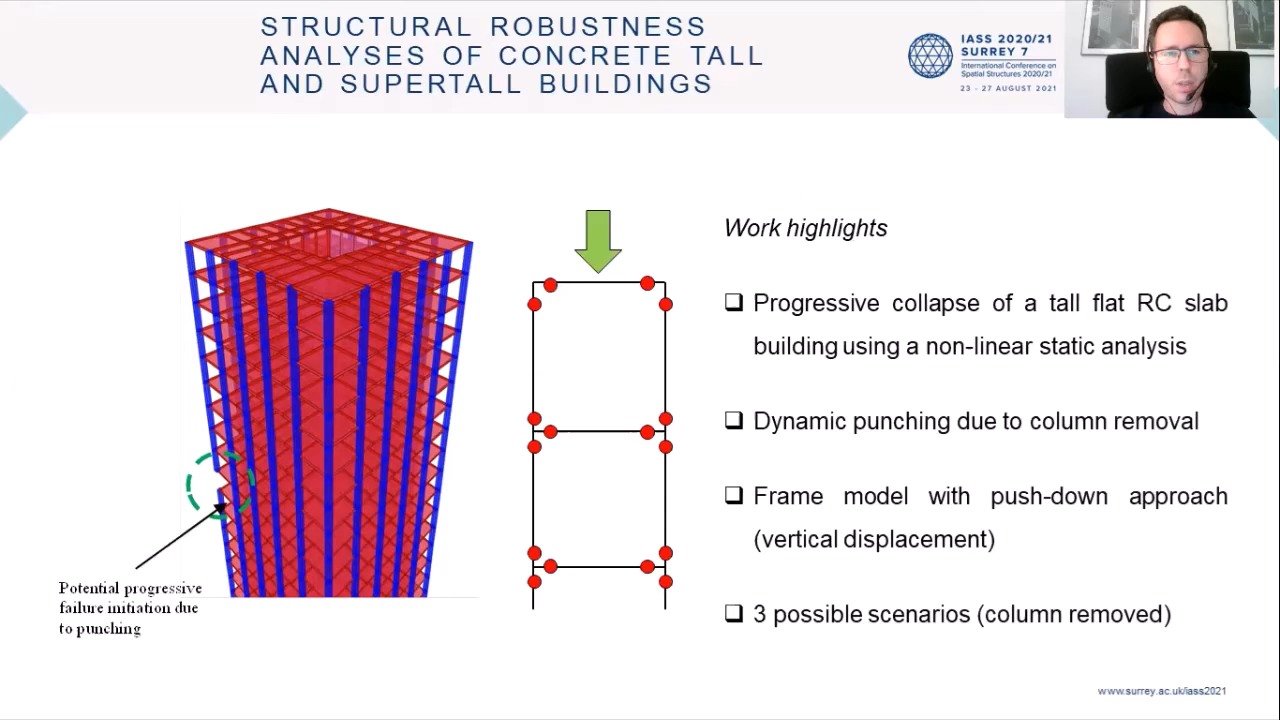 STRUCTURAL ROBUSTNESS
ANALYSES OF CONCRETE TALL
AND SUPERTALL BUILDINGS
IASS 2020/21
SURREY 7
International Conference on
Spatial Structures 2020/21
23 - 27 AUGUST 2021
Work highlights
Progressive collapse of a tall flat RC slab
building using a non-linear static analysis
Dynamic punching due to column removal
Frame model with push-down approach
(vertical displacement)
3 possible scenarios (column removed)
Potential progressive
failure initiation due
to punching
www.surrey.ac.uk/iass2021